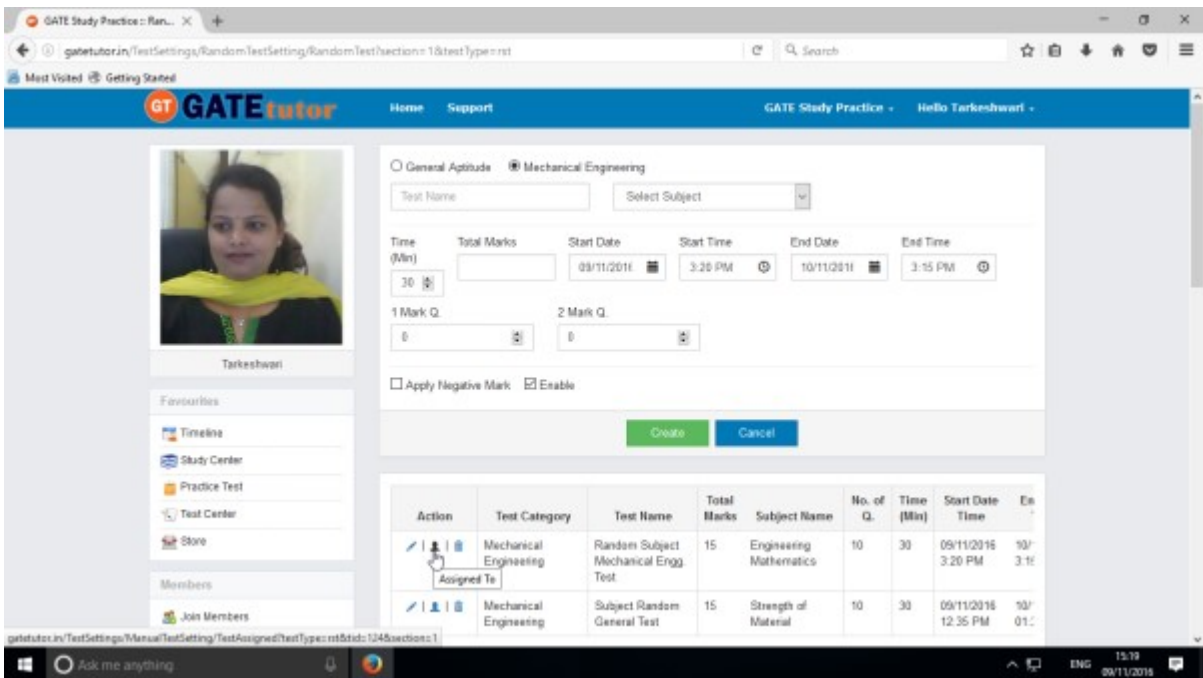 GATE Study Practice :: Ran...
gatetutor.in/TestSettings/RandomTestSetting/RandomTest?section=1&testType=rst
Search
Most Visited Getting Started
GT GATEtutor Home Support GATE Study Practice Hello Tarkeshwari
General Aptitude Mechanical Engineering
Test Name Select Subject
Time (Min) Total Marks Start Date Start Time End Date End Time
30 09/11/2016 3:20 PM 10/11/2016 3:15 PM
1 Mark Q. 2 Mark Q.
0 0
Tarkeshwari
Apply Negative Mark Enable
Create Cancel
Favourites
Timeline
Study Center
Practice Test
Test Center
Store
Members
Join Members
Action Test Category Test Name Total Marks Subject Name No. of Q. Time (Min) Start Date Time En
Mechanical Engineering Random Subject Mechanical Engg. Test 15 Engineering Mathematics 10 30 09/11/2016 3:20 PM
Assigned To
Mechanical Engineering Subject Random General Test 15 Strength of Material 10 30 09/11/2016 12:35 PM
gatetutor.in/TestSettings/ManualTestSetting/TestAssigned?testType=rst&tid=124&section=1
Ask me anything ENG 15:19
09/11/2016